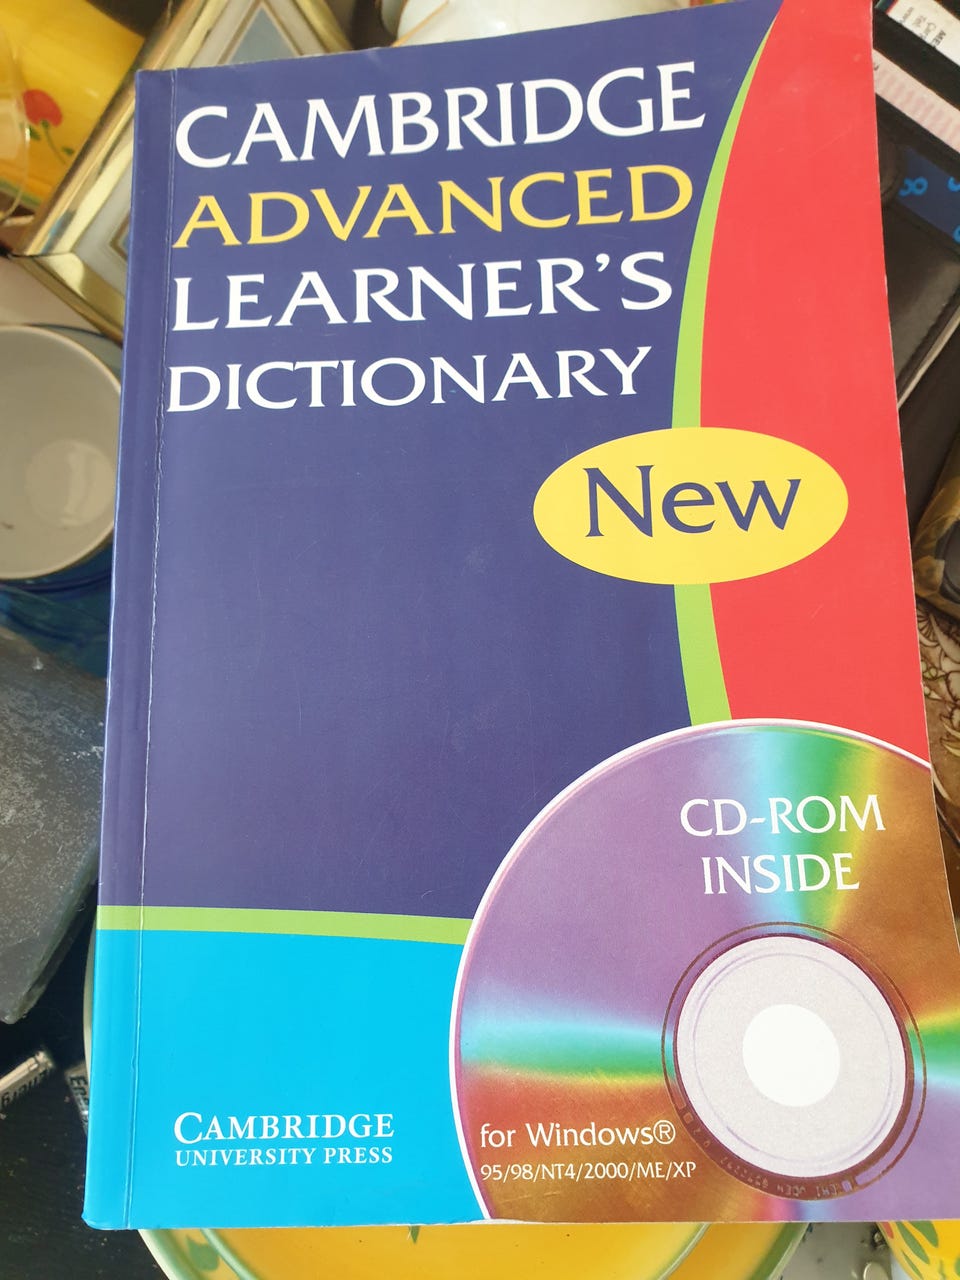 CAMBRIDGE
ADVANCED
LEARNER'S
DICTIONARY
New
CD-ROM
INSIDE
for Windows®
95/98/NT4/2000/ME/XP
CAMBRIDGE
UNIVERSITY PRESS